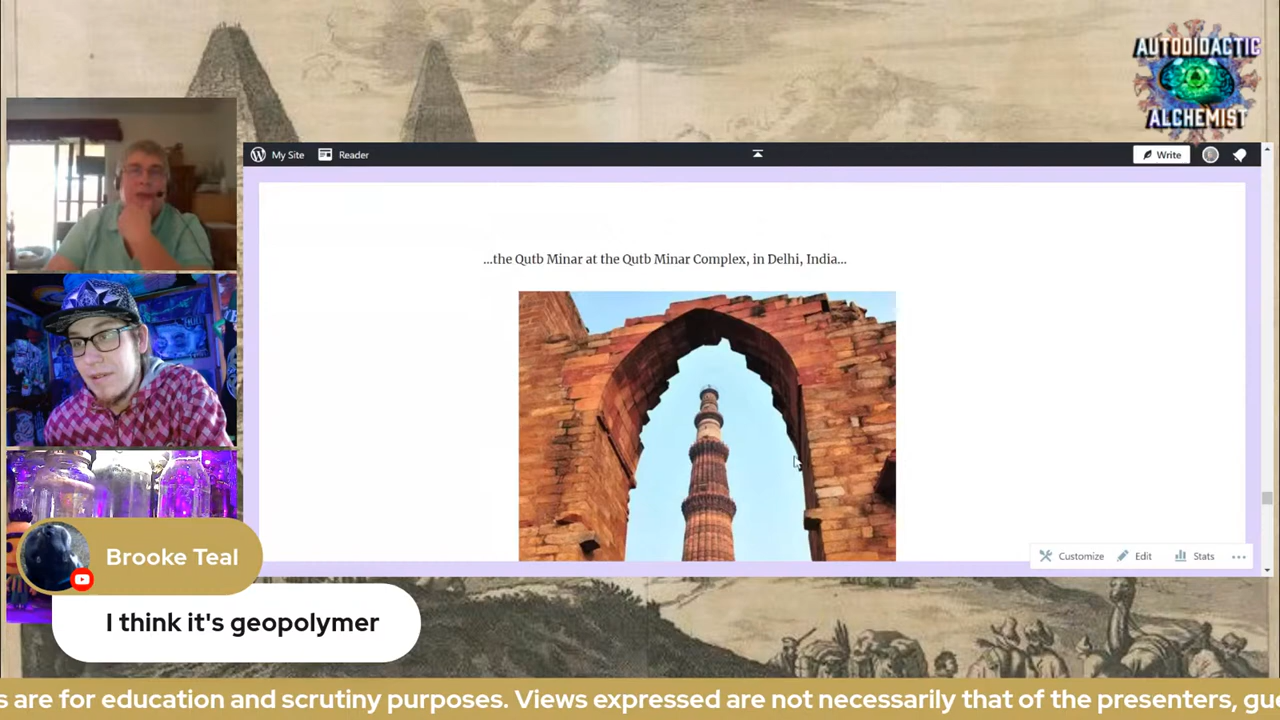 AUTODIDACTIC
ALCHEMIST
My Site
Reader
Write
...the Qutb Minar at the Qutb Minar Complex, in Delhi, India...
Customize
Edit
Stats
Brooke Teal
I think it's geopolymer
s are for education and scrutiny purposes. Views expressed are not necessarily that of the presenters, gue